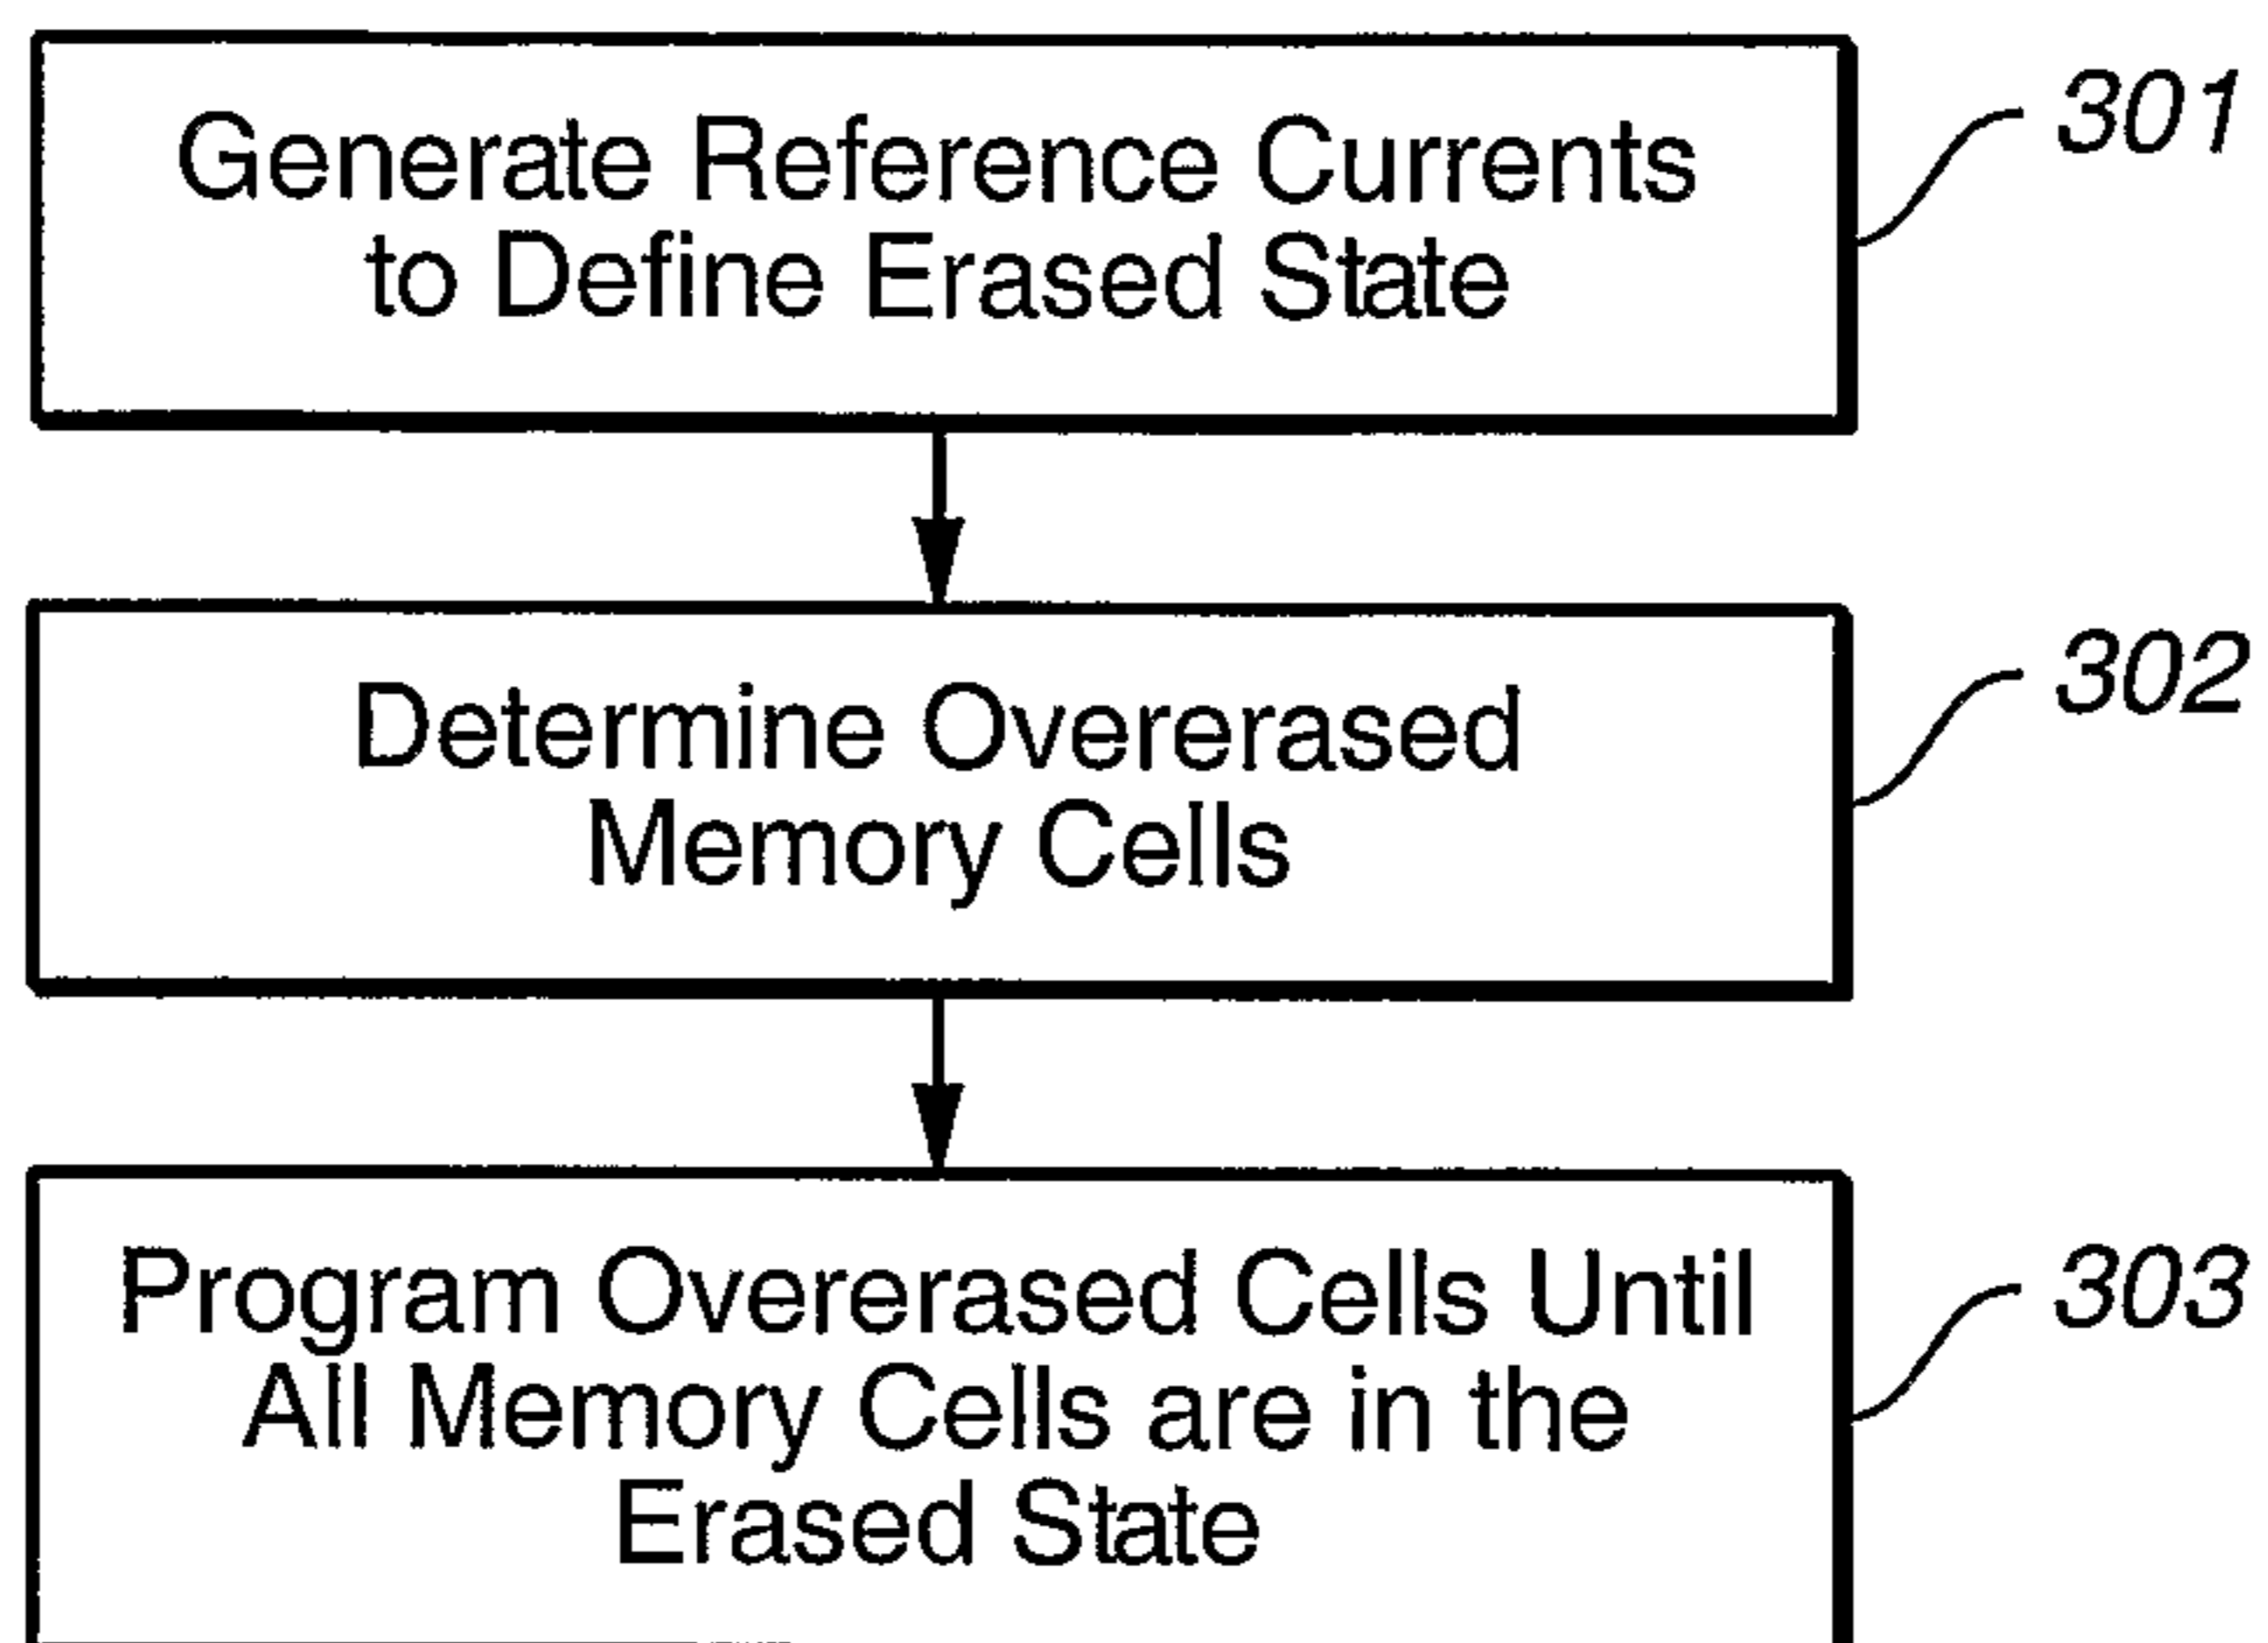 Generate Reference Currents
to Define Erased State
301
Determine Overerased
Memory Cells
302
Program Overerased Cells Until
All Memory Cells are in the
Erased State
303